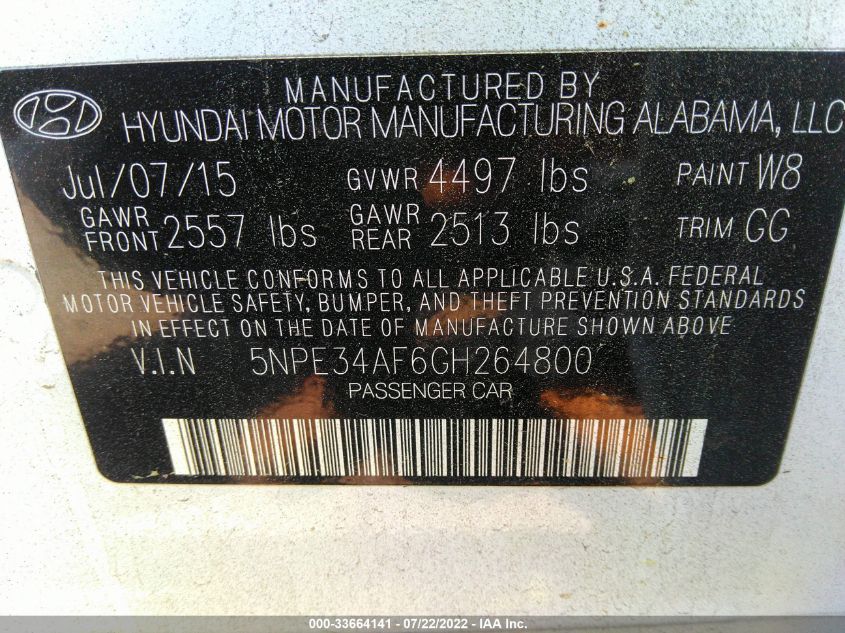 MANUFACTURED BY
HYUNDAI MOTOR MANUFACTURING ALABAMA, LLC
Jul/07/15 GVWR 4497 lbs PAINT W8
GAWR FRONT 2557 lbs GAWR REAR 2513 lbs TRIM GG
THIS VEHICLE CONFORMS TO ALL APPLICABLE U.S.A. FEDERAL
MOTOR VEHICLE SAFETY, BUMPER, AND THEFT PREVENTION STANDARDS
IN EFFECT ON THE DATE OF MANUFACTURE SHOWN ABOVE
V.I.N 5NPE34AF6GH264800
PASSENGER CAR
000-33664141 - 07/22/2022 - IAA Inc.